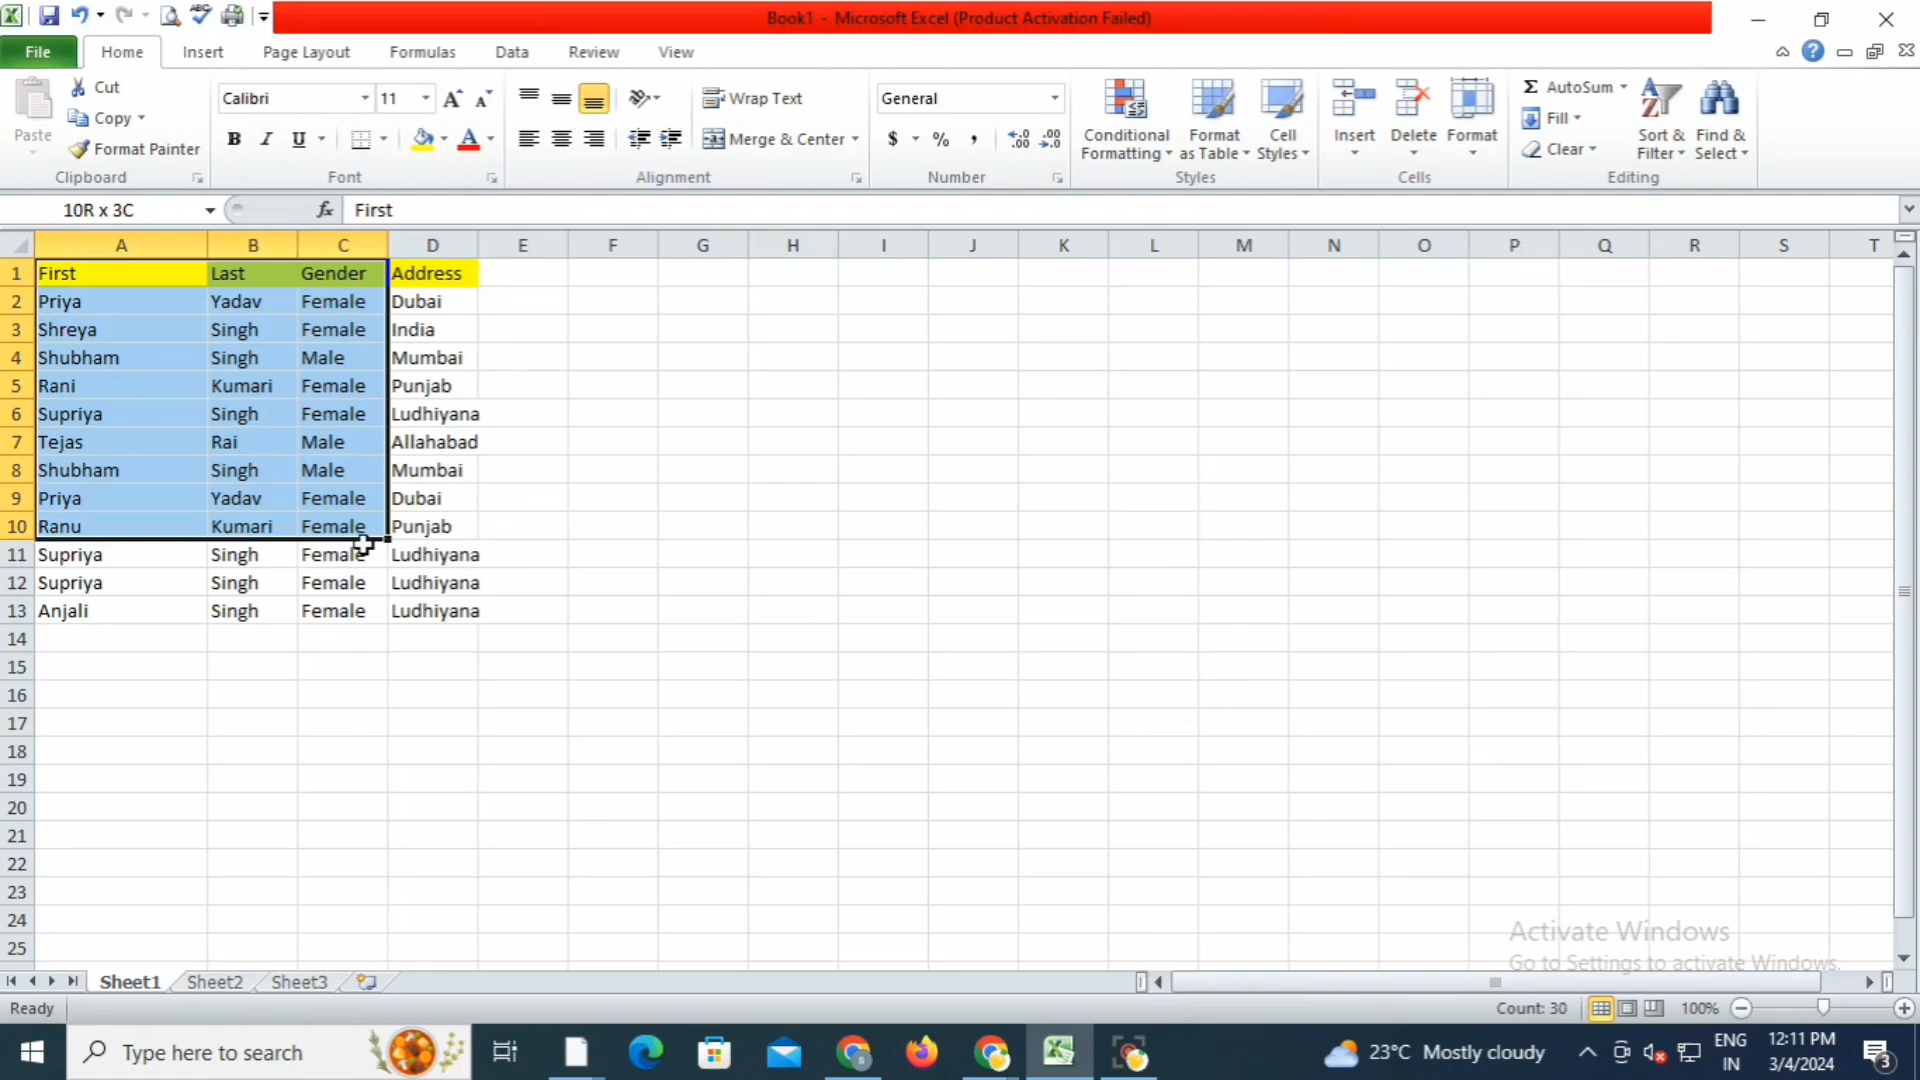 Book1 - Microsoft Excel (Product Activation Failed)
File Home Insert Page Layout Formulas Data Review View
Paste
Cut
Copy
Format Painter
Clipboard
Calibri 11
B I U
Font
Wrap Text
Merge & Center
Alignment
General
$ % ,
Number
Conditional Formatting
Format as Table
Cell Styles
Styles
Insert Delete Format
Cells
Σ AutoSum
Fill
Clear
Sort & Filter
Find & Select
Editing
10R x 3C fx First
A B C D E F G H I J K L M N O P Q R S T
1 First Last Gender Address
2 Priya Yadav Female Dubai
3 Shreya Singh Female India
4 Shubham Singh Male Mumbai
5 Rani Kumari Female Punjab
6 Supriya Singh Female Ludhiyana
7 Tejas Rai Male Allahabad
8 Shubham Singh Male Mumbai
9 Priya Yadav Female Dubai
10 Ranu Kumari Female Punjab
11 Supriya Singh Female Ludhiyana
12 Supriya Singh Female Ludhiyana
13 Anjali Singh Female Ludhiyana
14
15
16
17
18
19
20
21
22
23
24
25
Activate Windows
Go to Settings to activate Windows.
Sheet1 Sheet2 Sheet3
Ready Count: 30 100%
Type here to search 23°C Mostly cloudy ENG IN 12:11 PM 3/4/2024 3